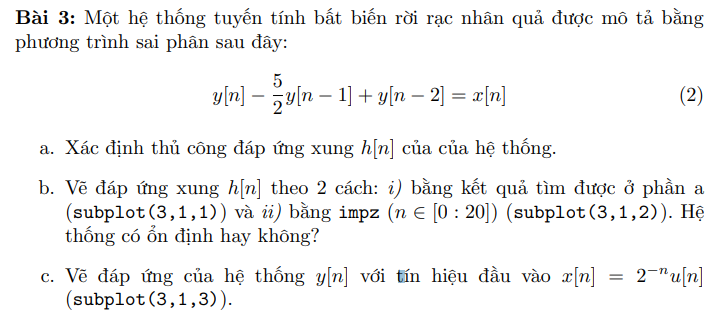 Bài 3: Một hệ thống tuyến tính bất biến rời rạc nhân quả được mô tả bằng
phương trình sai phân sau đây:
y[n] − \frac{5}{2}y[n − 1] + y[n − 2] = x[n] (2)
a. Xác định thủ công đáp ứng xung h[n] của của hệ thống.
b. Vẽ đáp ứng xung h[n] theo 2 cách: i) bằng kết quả tìm được ở phần a
(subplot(3,1,1)) và ii) bằng impz (n ∈ [0 : 20]) (subplot(3,1,2)). Hệ
thống có ổn định hay không?
c. Vẽ đáp ứng của hệ thống y[n] với tín hiệu đầu vào x[n] = 2^{−n}u[n]
(subplot(3,1,3)).